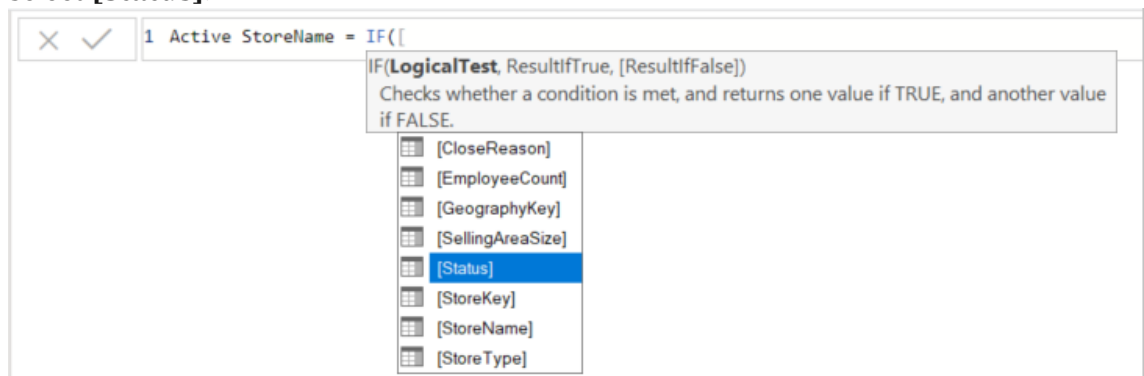 1 Active StoreName = IF([
IF(LogicalTest, ResultIfTrue, [ResultIfFalse])
Checks whether a condition is met, and returns one value if TRUE, and another value
if FALSE.
[CloseReason]
[EmployeeCount]
[GeographyKey]
[SellingAreaSize]
[Status]
[StoreKey]
[StoreName]
[StoreType]